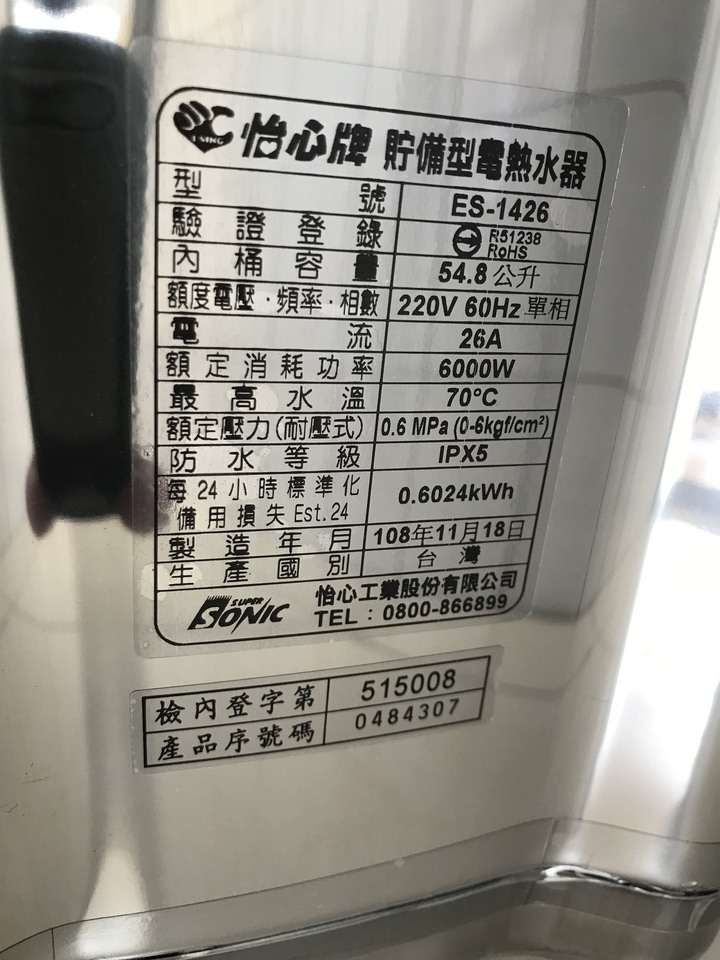 怡心牌 貯備型電熱水器
型號 ES-1426
驗證登錄 R51238 RoHS
內桶容量 54.8公升
額度電壓·頻率·相數 220V 60Hz 單相
電流 26A
額定消耗功率 6000W
最高水溫 70°C
額定壓力(耐壓式) 0.6 MPa (0-6kgf/cm²)
防水等級 IPX5
每24小時標準化備用損失Est.24 0.6024kWh
製造年月 108年11月18日
生產國別 台灣
SUPER SONIC 怡心工業股份有限公司
TEL：0800-866899
檢內登字第 515008
產品序號碼 0484307